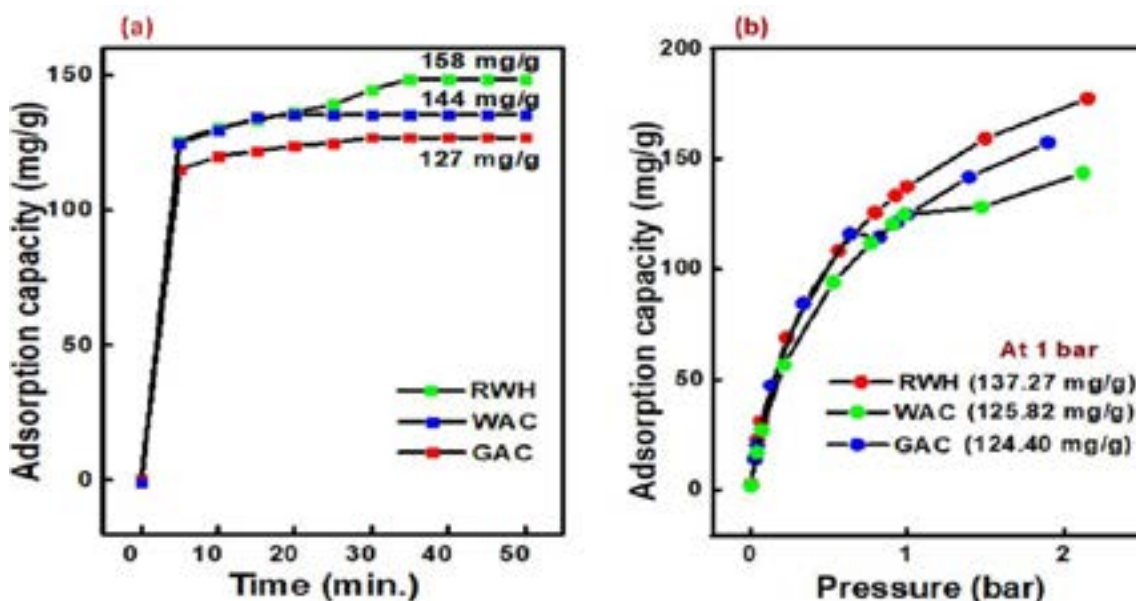 (a)
Adsorption capacity (mg/g)
150
100
50
0
158 mg/g
144 mg/g
127 mg/g
RWH
WAC
GAC
0 10 20 30 40 50
Time (min.)
(b)
Adsorption capacity (mg/g)
200
150
100
50
0
At 1 bar
RWH (137.27 mg/g)
WAC (125.82 mg/g)
GAC (124.40 mg/g)
0 1 2
Pressure (bar)